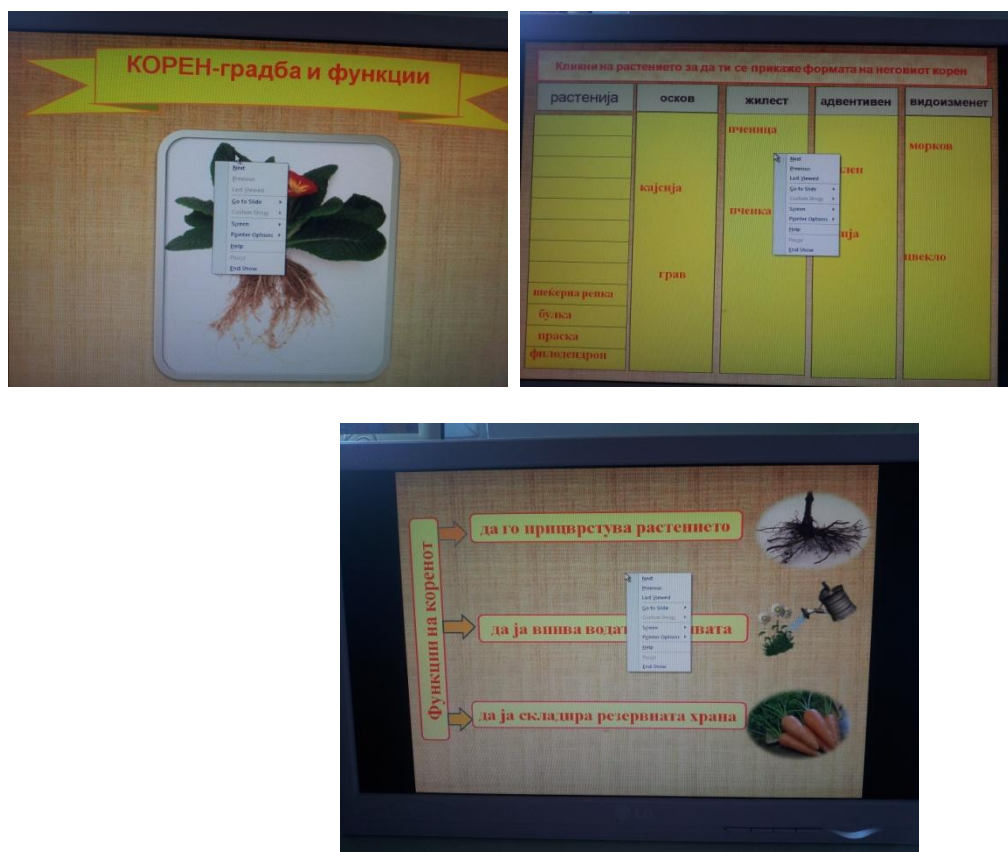 КОРЕН-градба и функции
Next
Previous
Last Viewed
Go to Slide
Custom Show
Screen
Pointer Options
Help
Pause
End Show
Кликни на растението за да ти се прикаже формата на неговиот корен
растенија осков жилест адвентивен видоизменет
пченица
морков
кајсија
пченка
цвекло
грав
шеќерна репка
булка
праска
филодендрон
Next
Previous
Last Viewed
Go to Slide
Custom Show
Screen
Pointer Options
Help
Pause
End Show
Функции на коренот
да го прицврстува растението
да ја впива
да ја складира резервната храна
Next
Previous
Last Viewed
Go to Slide
Custom Show
Screen
Pointer Options
Help
Pause
End Show
LG